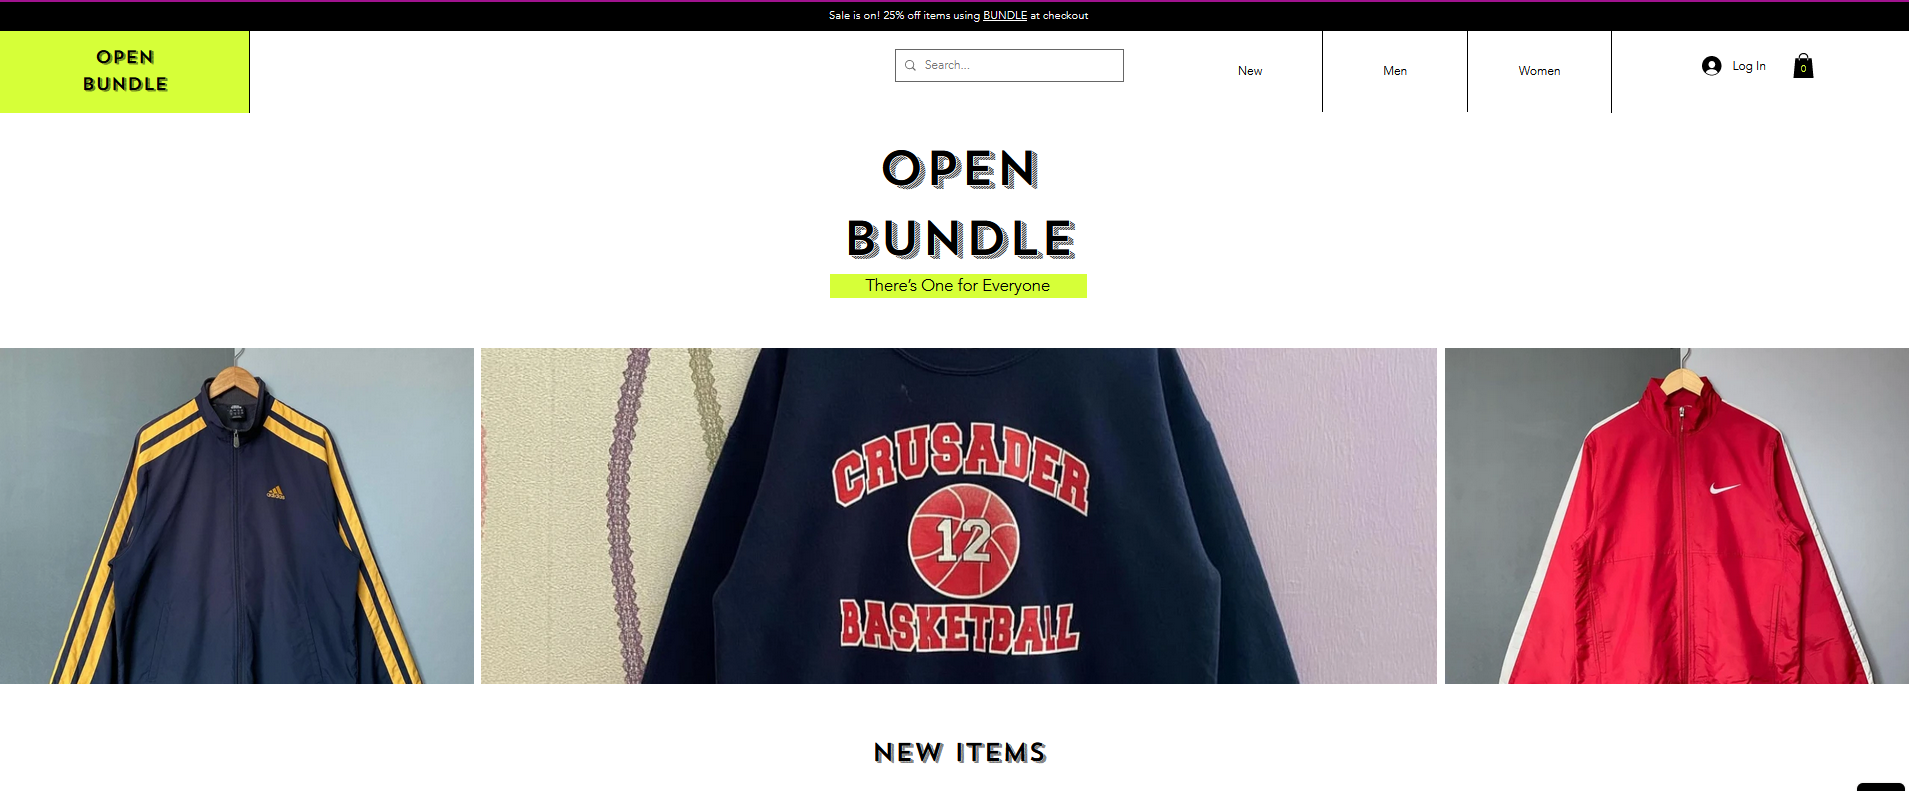 Sale is on! 25% off items using BUNDLE at checkout
OPEN
BUNDLE
Search...
New
Men
Women
Log In
0
OPEN
BUNDLE
There's One for Everyone
adidas
CRUSADER
12
BASKETBALL
NEW ITEMS